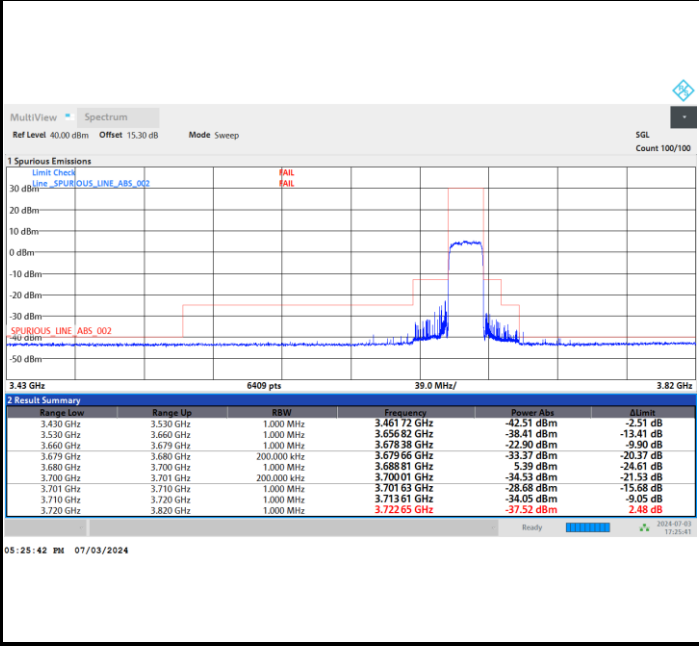 MultiView Spectrum
Ref Level 40.00 dBm Offset 15.30 dB Mode Sweep SGL
Count 100/100
1 Spurious Emissions
Limit Check FAIL
Line _SPURIOUS_LINE_ABS_002 FAIL
30 dBm
20 dBm
10 dBm
0 dBm
-10 dBm
-20 dBm
-30 dBm
_SPURIOUS_LINE_ABS_002
-40 dBm
-50 dBm
3.43 GHz 6409 pts 39.0 MHz/ 3.82 GHz
2 Result Summary
Range Low Range Up RBW Frequency Power Abs ΔLimit
3.430 GHz 3.530 GHz 1.000 MHz 3.461 72 GHz -42.51 dBm -2.51 dB
3.530 GHz 3.660 GHz 1.000 MHz 3.656 82 GHz -38.41 dBm -13.41 dB
3.660 GHz 3.679 GHz 1.000 MHz 3.678 38 GHz -22.90 dBm -9.90 dB
3.679 GHz 3.680 GHz 200.000 kHz 3.679 66 GHz -33.37 dBm -20.37 dB
3.680 GHz 3.700 GHz 1.000 MHz 3.688 81 GHz 5.39 dBm -24.61 dB
3.700 GHz 3.701 GHz 200.000 kHz 3.700 01 GHz -34.53 dBm -21.53 dB
3.701 GHz 3.710 GHz 1.000 MHz 3.701 63 GHz -28.68 dBm -15.68 dB
3.710 GHz 3.720 GHz 1.000 MHz 3.713 61 GHz -34.05 dBm -9.05 dB
3.720 GHz 3.820 GHz 1.000 MHz 3.722 65 GHz -37.52 dBm 2.48 dB
Ready 2024-07-03
17:25:41
05:25:42 PM 07/03/2024